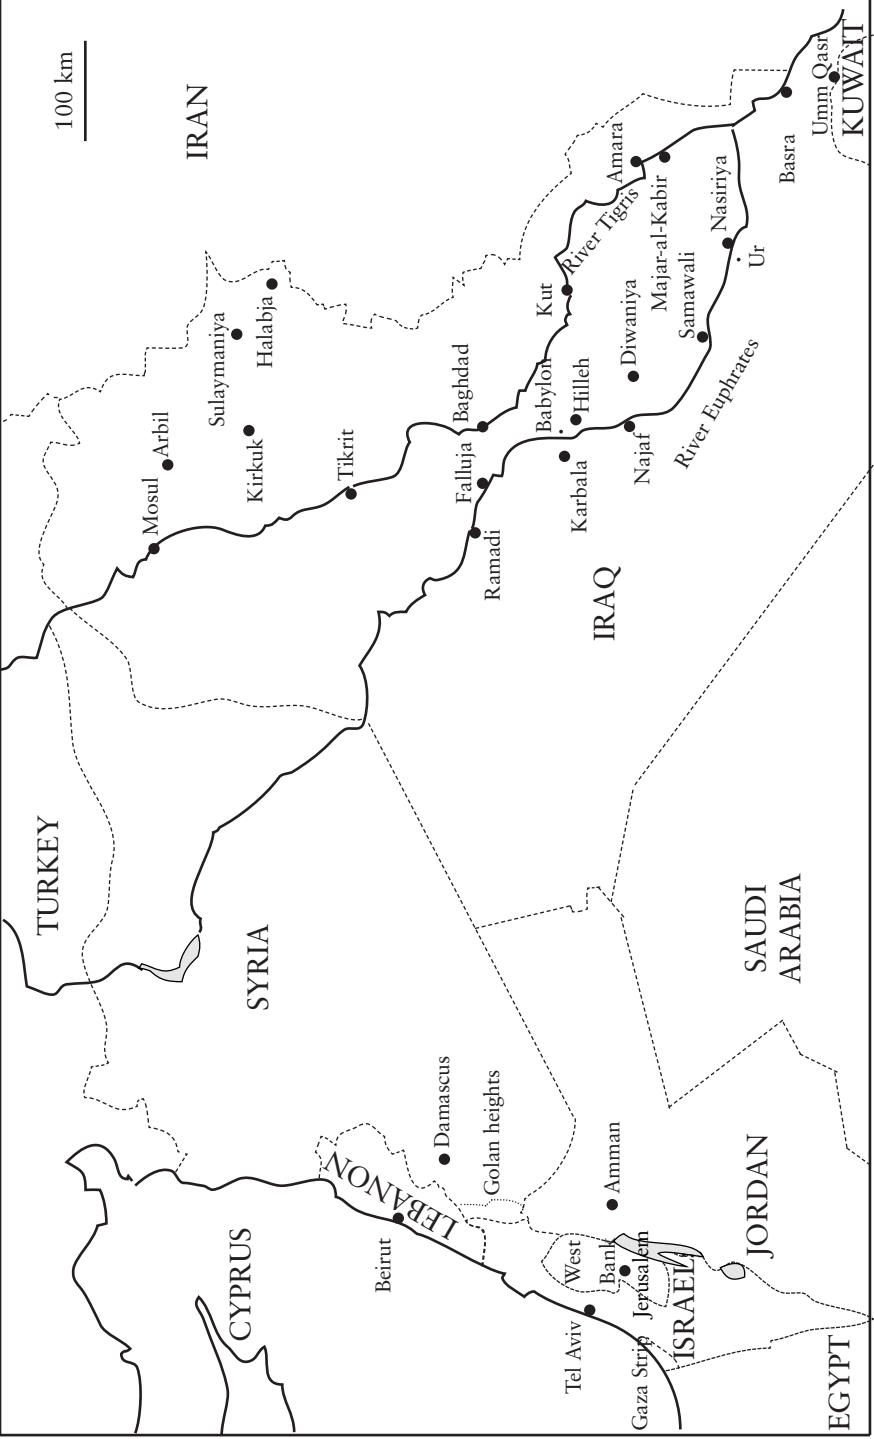 100 km
IRAN
TURKEY
SYRIA
CYPRUS
LEBANON
IRAQ
KUWAIT
SAUDI
ARABIA
JORDAN
ISRAEL
EGYPT
Mosul
Arbil
Sulaymaniya
Halabja
Kirkuk
Tikrit
Baghdad
Falluja
Ramadi
Kut
River Tigris
Amara
Majar-al-Kabir
Babylon
Hilleh
Karbala
Diwaniya
Najaf
Samawali
Nasiriya
Ur
River Euphrates
Basra
Umm Qasr
Damascus
Golan heights
Beirut
Amman
West
Bank
Jerusalem
Tel Aviv
Gaza Strip